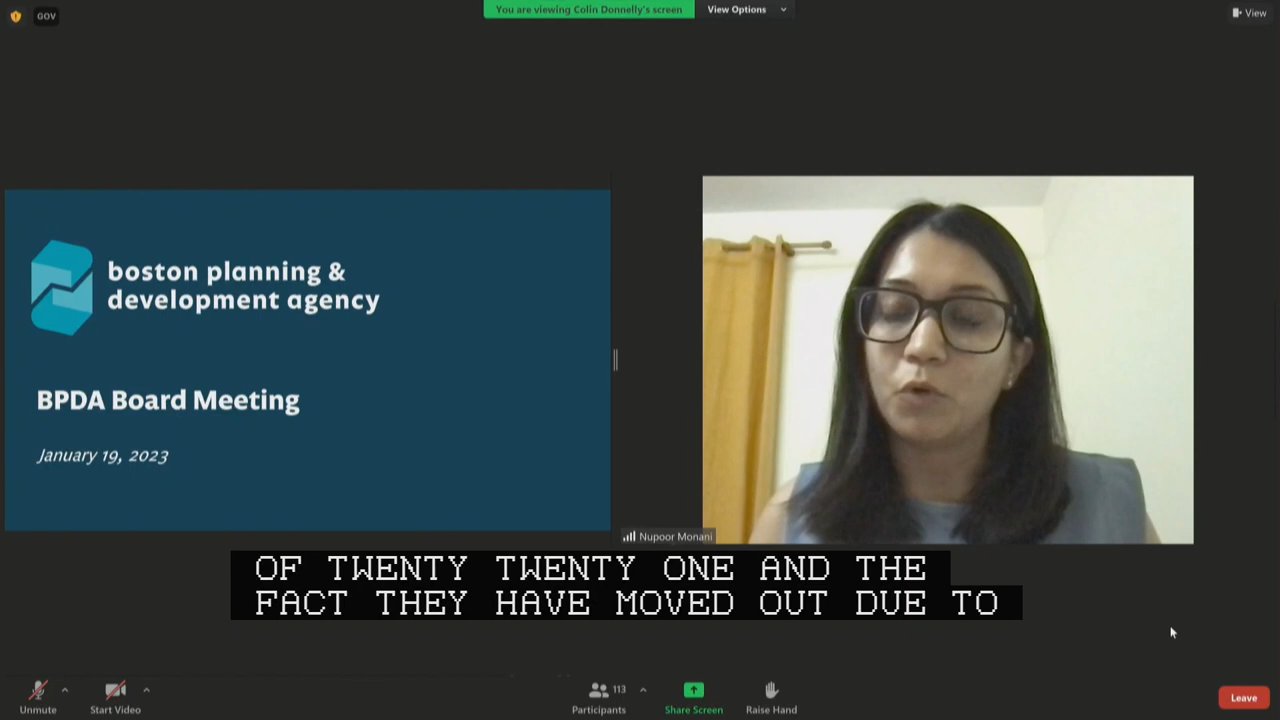 GOV
You are viewing Colin Donnelly's screen
View Options
View
boston planning &
development agency
BPDA Board Meeting
January 19, 2023
Nupoor Monani
OF TWENTY TWENTY ONE AND THE
FACT THEY HAVE MOVED OUT DUE TO
Unmute
Start Video
113
Participants
Share Screen
Raise Hand
Leave